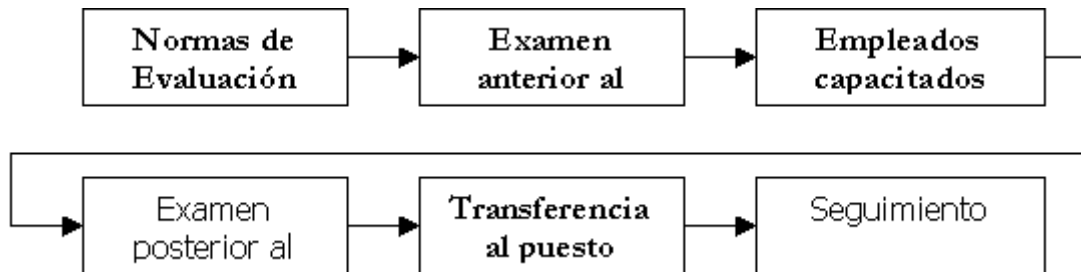 Normas de
Evaluación
Examen
anterior al
Empleados
capacitados
Examen
posterior al
Transferencia
al puesto
Seguimiento